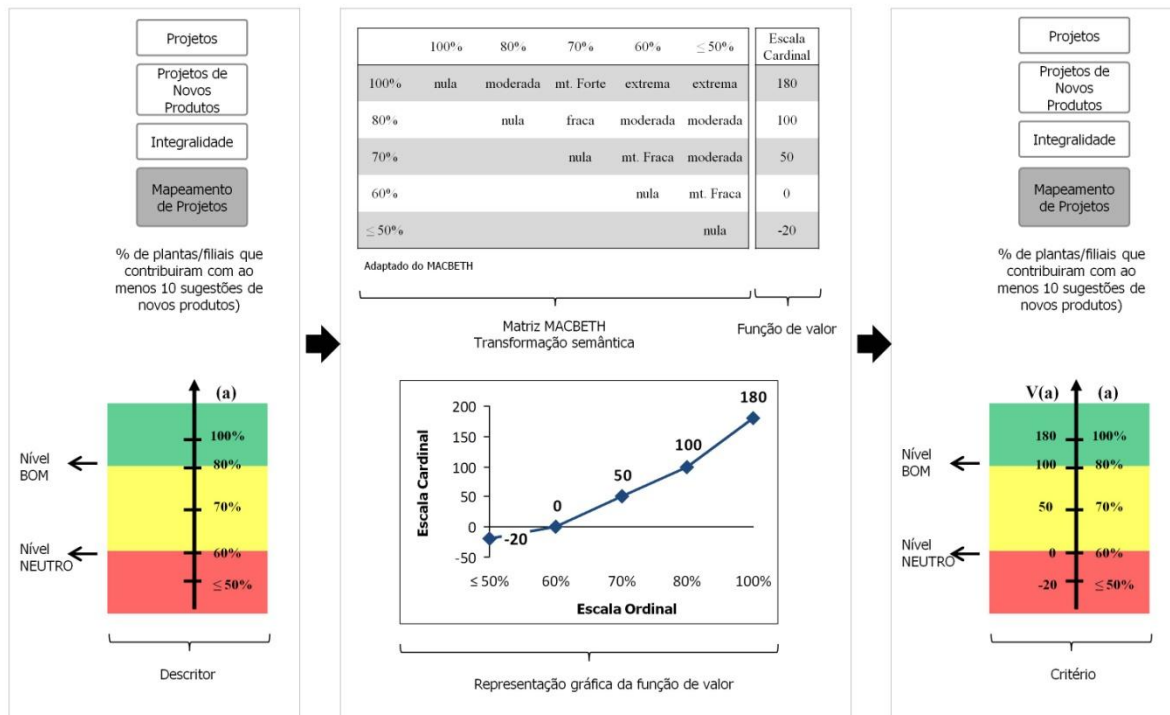 Projetos
Projetos de
Novos
Produtos
Integralidade
Mapeamento
de Projetos
% de plantas/filiais que
contribuiram com ao
menos 10 sugestões de
novos produtos)
(a)
100%
Nível
BOM
80%
70%
Nível
NEUTRO
60%
≤ 50%
Descritor
100% 80% 70% 60% ≤ 50% Escala
Cardinal
100% nula moderada mt. Forte extrema extrema 180
80% nula fraca moderada moderada 100
70% nula mt. Fraca moderada 50
60% nula mt. Fraca 0
≤ 50% nula -20
Adaptado do MACBETH
Matriz MACBETH
Transformação semântica
Função de valor
Escala Cardinal
200
150
100
50
0
-50
-20
0
50
100
180
≤ 50% 60% 70% 80% 100%
Escala Ordinal
Representação gráfica da função de valor
Projetos
Projetos de
Novos
Produtos
Integralidade
Mapeamento
de Projetos
% de plantas/filiais que
contribuiram com ao
menos 10 sugestões de
novos produtos)
V(a) (a)
180 100%
Nível
BOM
100 80%
50 70%
Nível
NEUTRO
0 60%
-20 ≤ 50%
Critério